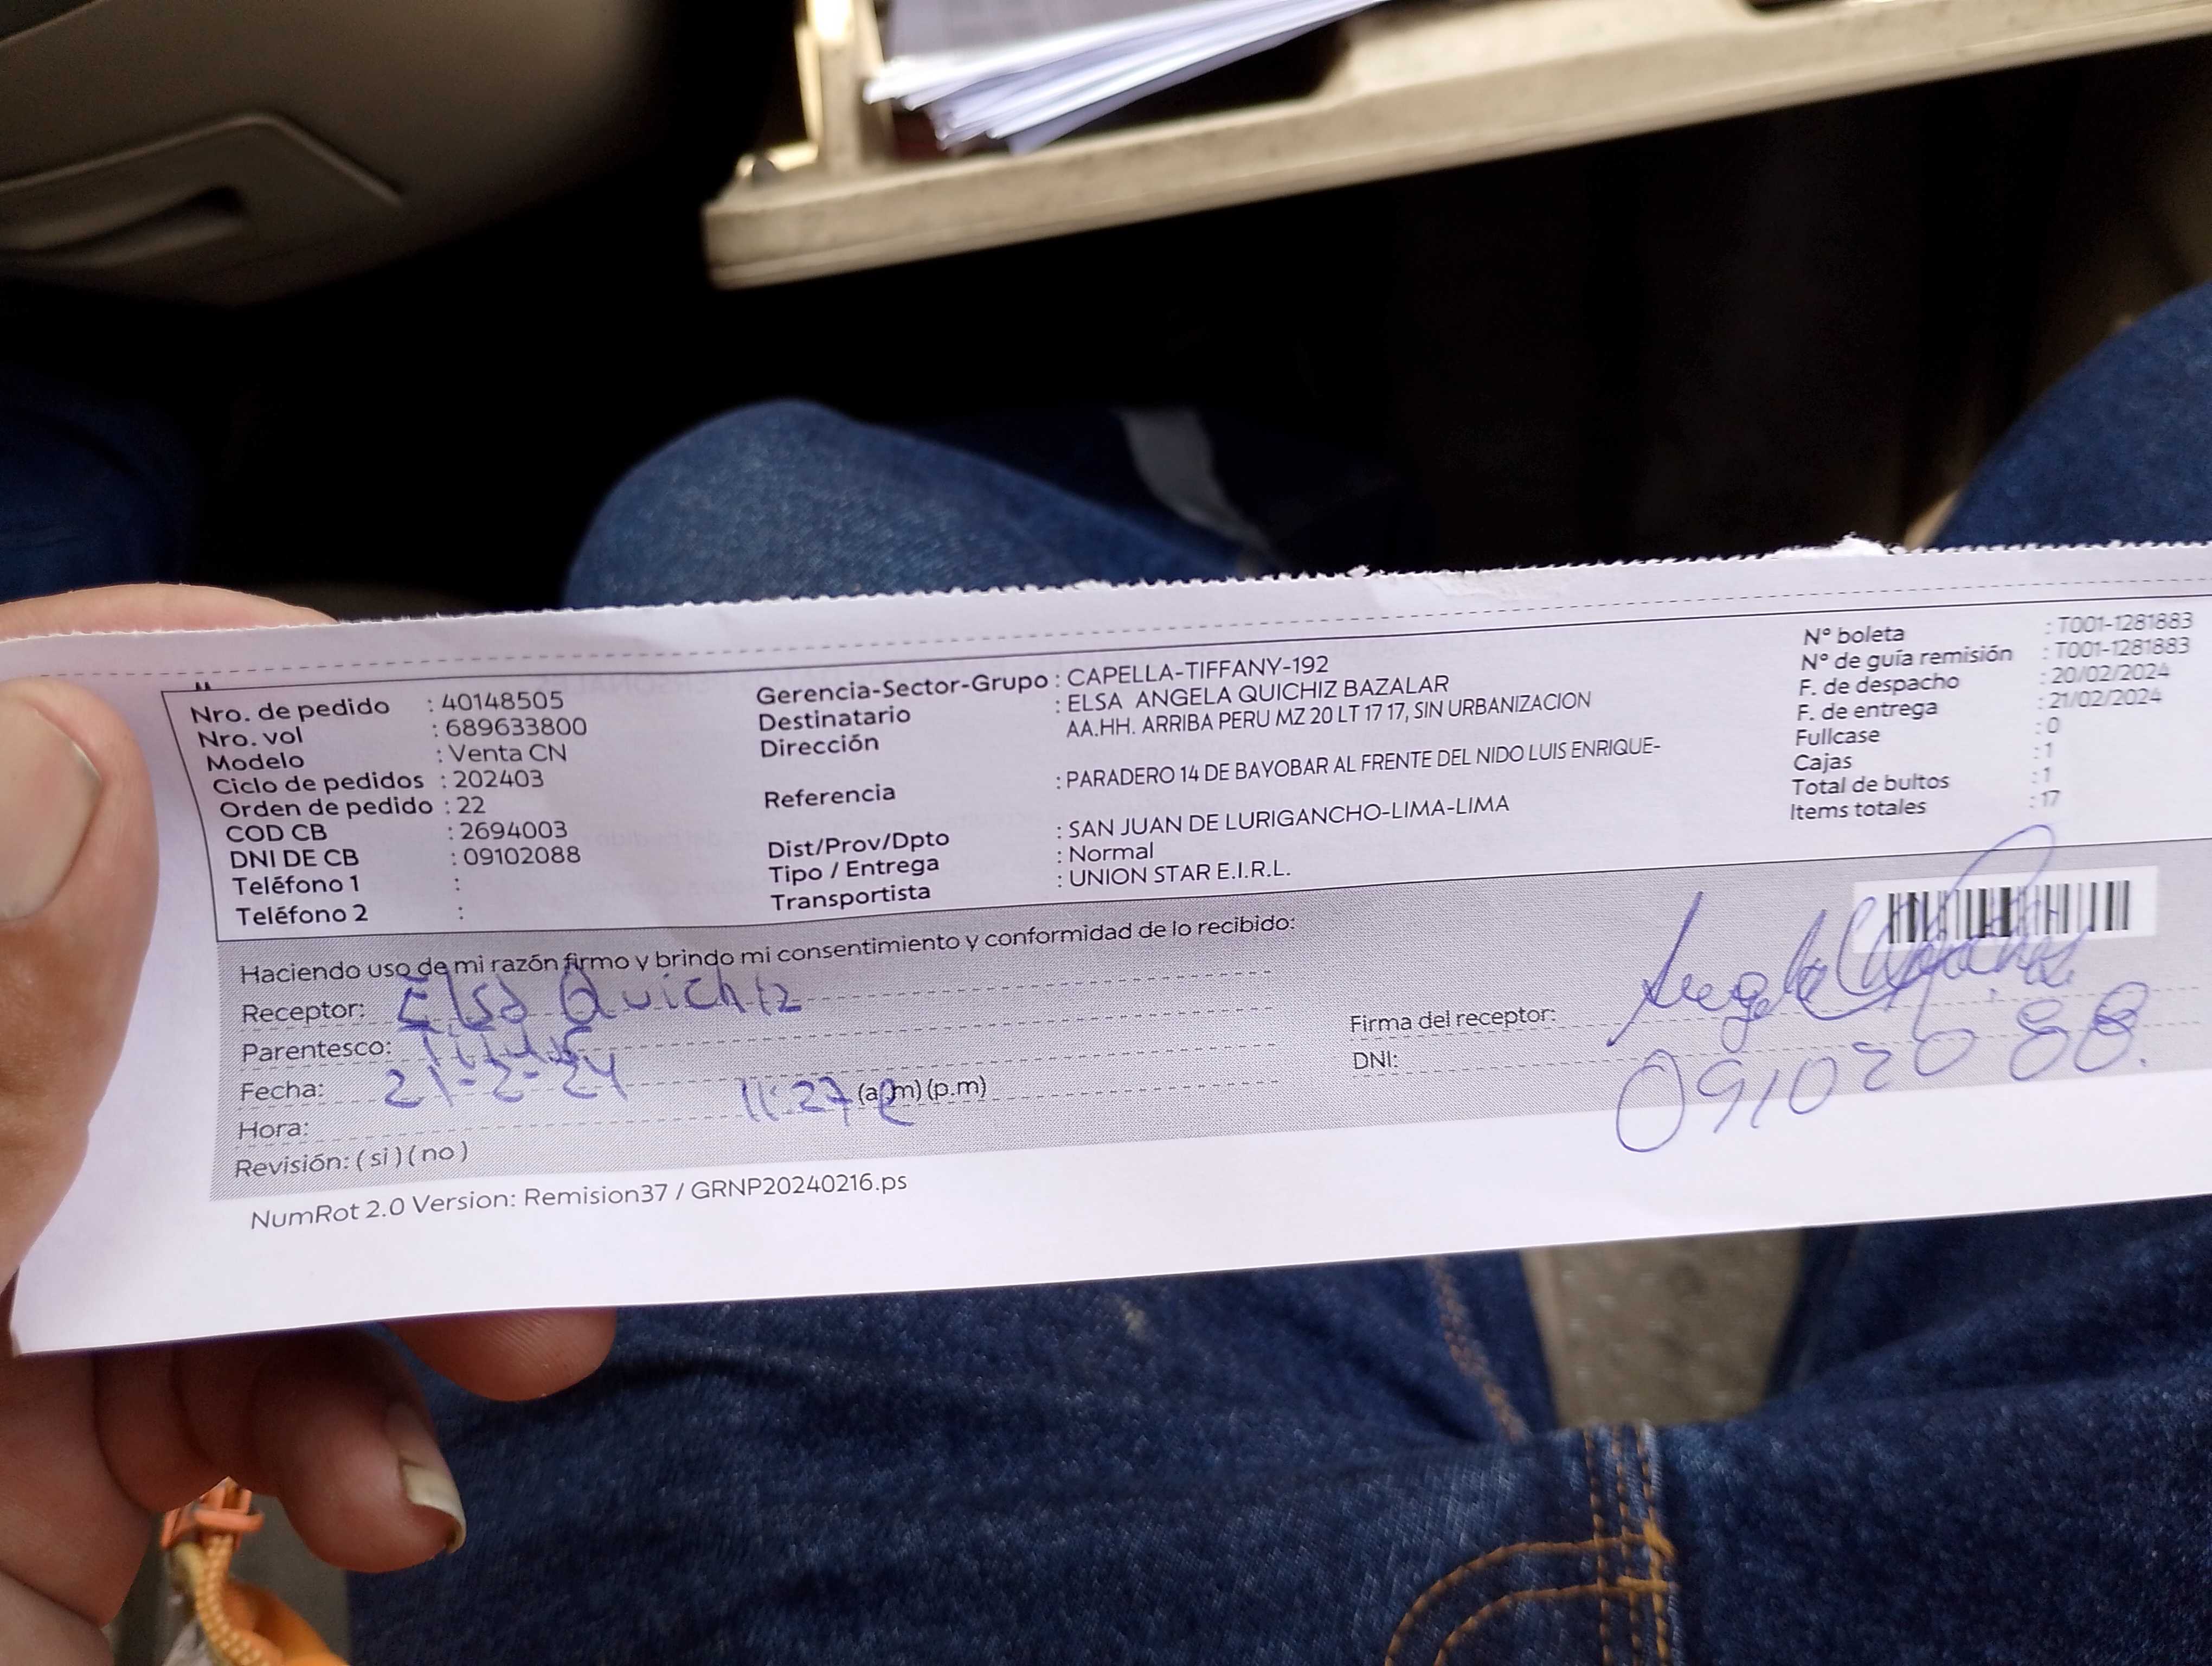 Nro. de pedido : 40148505
Nro. vol : 689633800
Modelo : Venta CN
Ciclo de pedidos : 202403
Orden de pedido : 22
COD CB : 2694003
DNI DE CB : 09102088
Teléfono 1 :
Teléfono 2 :
Gerencia-Sector-Grupo : CAPELLA-TIFFANY-192
Destinatario : ELSA ANGELA QUICHIZ BAZALAR
Dirección AA.HH. ARRIBA PERU MZ 20 LT 17 17, SIN URBANIZACION
Referencia : PARADERO 14 DE BAYOBAR AL FRENTE DEL NIDO LUIS ENRIQUE-
Dist/Prov/Dpto : SAN JUAN DE LURIGANCHO-LIMA-LIMA
Tipo / Entrega : Normal
Transportista : UNION STAR E.I.R.L.
N° boleta : T001-1281883
N° de guía remisión : T001-1281883
F. de despacho : 20/02/2024
F. de entrega : 21/02/2024
Fullcase : 0
Cajas : 1
Total de bultos : 1
Items totales : 17
Haciendo uso de mi razón firmo y brindo mi consentimiento y conformidad de lo recibido:
Receptor: Elsa Quichiz
Parentesco:
Fecha: 21-2-24
Hora: 11:27 (a.m) (p.m)
Revisión: ( si ) ( no )
Firma del receptor:
DNI: 09102088.
NumRot 2.0 Version: Remision37 / GRNP20240216.ps